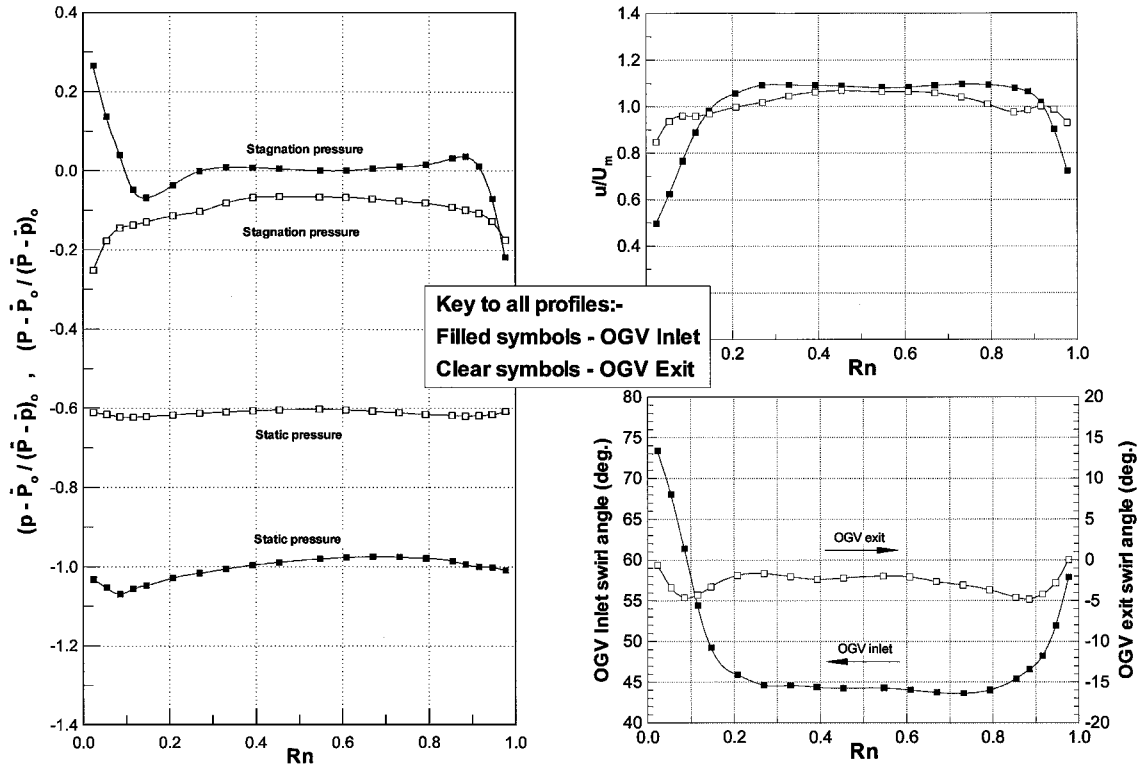 0.4
0.2
0.0
-0.2
-0.4
-0.6
-0.8
-1.0
-1.2
-1.4
0.0 0.2 0.4 0.6 0.8 1.0
Rn
(p - P̄o / (P̄ - p̄)o , (P - P̄o / (P̄ - p̄)o
Stagnation pressure
Stagnation pressure
Static pressure
Static pressure
Key to all profiles:-
Filled symbols - OGV Inlet
Clear symbols - OGV Exit
1.4
1.2
1.0
0.8
0.6
0.4
0.2 0.4 0.6 0.8 1.0
Rn
u/Um
80
75
70
65
60
55
50
45
40
OGV Inlet swirl angle (deg.)
OGV exit
OGV inlet
20
15
10
5
0
-5
-10
-15
-20
OGV exit swirl angle (deg.)
0.0 0.2 0.4 0.6 0.8 1.0
Rn